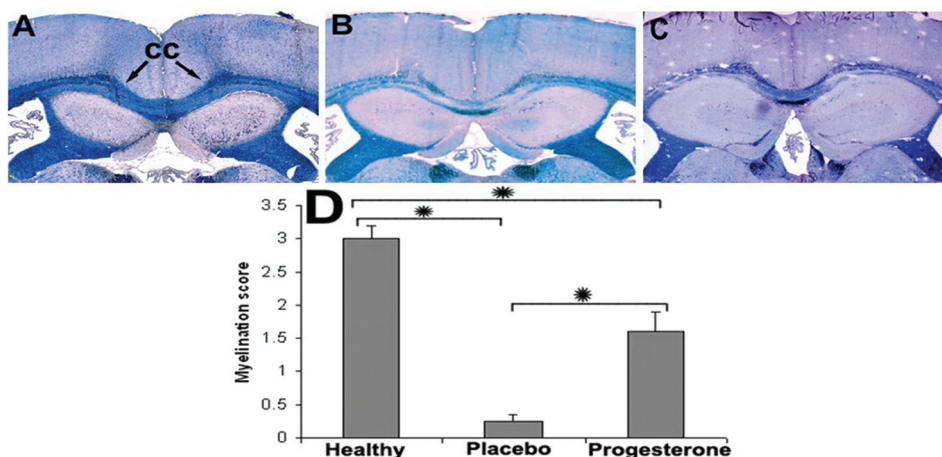 A
CC
B
C
D
3.5
3
2.5
2
1.5
1
0.5
0
Myelination score
Healthy
Placebo
Progesterone